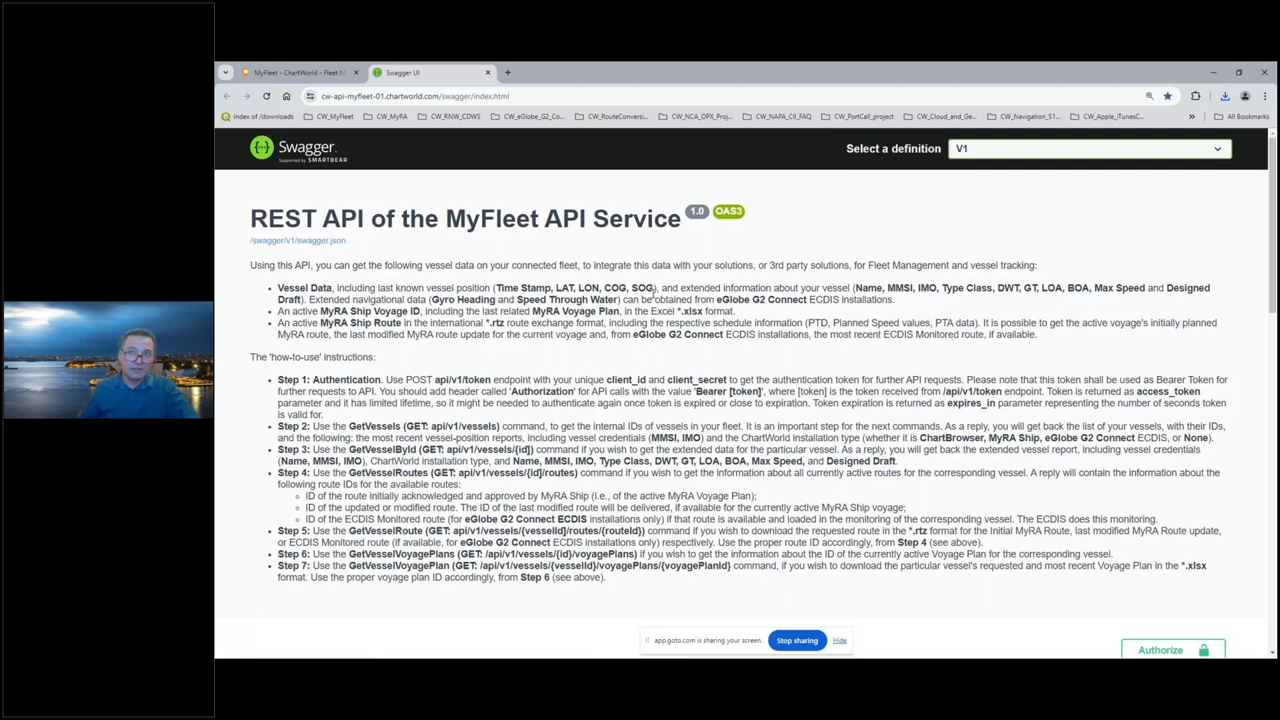 MyFleet - ChartWorld - Fleet M
Swagger UI
cw-api-myfleet-01.chartworld.com/swagger/index.html
Index of /downloads
CW_MyFleet
CW_MyRA
CW_RNW_CDWS
CW_eGlobe_G2_Co...
CW_RouteConversi...
CW_NCA_OPX_Proj...
CW_NAPA_CII_FAQ
CW_PortCall_project
CW_Cloud_and_Ge...
CW_Navigation_S1...
CW_Apple_iTunesC...
»
All Bookmarks
Swagger.
Supported by SMARTBEAR
Select a definition
V1
REST API of the MyFleet API Service 1.0 OAS3
/swagger/v1/swagger.json
Using this API, you can get the following vessel data on your connected fleet, to integrate this data with your solutions, or 3rd party solutions, for Fleet Management and vessel tracking:
• Vessel Data, including last known vessel position (Time Stamp, LAT, LON, COG, SOG), and extended information about your vessel (Name, MMSI, IMO, Type Class, DWT, GT, LOA, BOA, Max Speed and Designed
Draft). Extended navigational data (Gyro Heading and Speed Through Water) can be obtained from eGlobe G2 Connect ECDIS installations.
• An active MyRA Ship Voyage ID, including the last related MyRA Voyage Plan, in the Excel *.xlsx format.
• An active MyRA Ship Route in the international *.rtz route exchange format, including the respective schedule information (PTD, Planned Speed values, PTA data). It is possible to get the active voyage's initially planned
MyRA route, the last modified MyRA route update for the current voyage and, from eGlobe G2 Connect ECDIS installations, the most recent ECDIS Monitored route, if available.
The 'how-to-use' instructions:
• Step 1: Authentication. Use POST api/v1/token endpoint with your unique client_id and client_secret to get the authentication token for further API requests. Please note that this token shall be used as Bearer Token for
further requests to API. You should add header called 'Authorization' for API calls with the value 'Bearer [token]', where [token] is the token received from /api/v1/token endpoint. Token is returned as access_token
parameter and it has limited lifetime, so it might be needed to authenticate again once token is expired or close to expiration. Token expiration is returned as expires_in parameter representing the number of seconds token
is valid for.
• Step 2: Use the GetVessels (GET: api/v1/vessels) command, to get the internal IDs of vessels in your fleet. It is an important step for the next commands. As a reply, you will get back the list of your vessels, with their IDs,
and the following: the most recent vessel-position reports, including vessel credentials (MMSI, IMO) and the ChartWorld installation type (whether it is ChartBrowser, MyRA Ship, eGlobe G2 Connect ECDIS, or None).
• Step 3: Use the GetVesselById (GET: api/v1/vessels/{id}) command if you wish to get the extended data for the particular vessel. As a reply, you will get back the extended vessel report, including vessel credentials
(Name, MMSI, IMO), ChartWorld installation type, and Name, MMSI, IMO, Type Class, DWT, GT, LOA, BOA, Max Speed, and Designed Draft.
• Step 4: Use the GetVesselRoutes (GET: api/v1/vessels/{id}/routes) command if you wish to get the information about all currently active routes for the corresponding vessel. A reply will contain the information about the
following route IDs for the available routes:
○ ID of the route initially acknowledged and approved by MyRA Ship (i.e., of the active MyRA Voyage Plan);
○ ID of the updated or modified route. The ID of the last modified route will be delivered, if available for the currently active MyRA Ship voyage;
○ ID of the ECDIS Monitored route (for eGlobe G2 Connect ECDIS installations only) if that route is available and loaded in the monitoring of the corresponding vessel. The ECDIS does this monitoring.
• Step 5: Use the GetVesselRoute (GET: api/v1/vessels/{vesselId}/routes/{routeId}) command if you wish to download the requested route in the *.rtz format for the Initial MyRA Route, last modified MyRA Route update,
or ECDIS Monitored route (if available, for eGlobe G2 Connect ECDIS installations only) respectively. Use the proper route ID accordingly, from Step 4 (see above).
• Step 6: Use the GetVesselVoyagePlans (GET: /api/v1/vessels/{id}/voyagePlans) if you wish to get the information about the ID of the currently active Voyage Plan for the corresponding vessel.
• Step 7: Use the GetVesselVoyagePlan (GET: /api/v1/vessels/{vesselId}/voyagePlans/{voyagePlanId} command, if you wish to download the particular vessel's requested and most recent Voyage Plan in the *.xlsx
format. Use the proper voyage plan ID accordingly, from Step 6 (see above).
app.goto.com is sharing your screen.
Stop sharing
Hide
Authorize